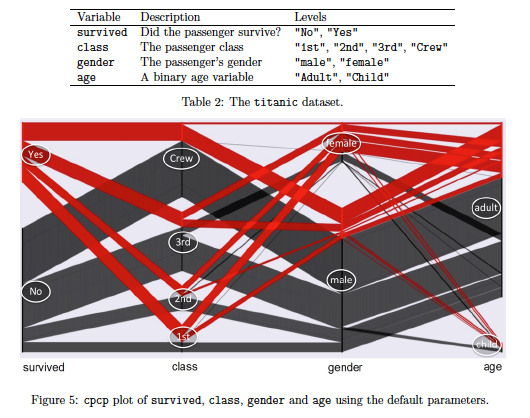 Variable Description Levels
survived Did the passenger survive? "No", "Yes"
class The passenger class "1st", "2nd", "3rd", "Crew"
gender The passenger's gender "male", "female"
age A binary age variable "Adult", "Child"
Table 2: The titanic dataset.
Yes
Crew
female
3rd
adult
No
2nd
male
1st
child
survived class gender age
Figure 5: cpcp plot of survived, class, gender and age using the default parameters.